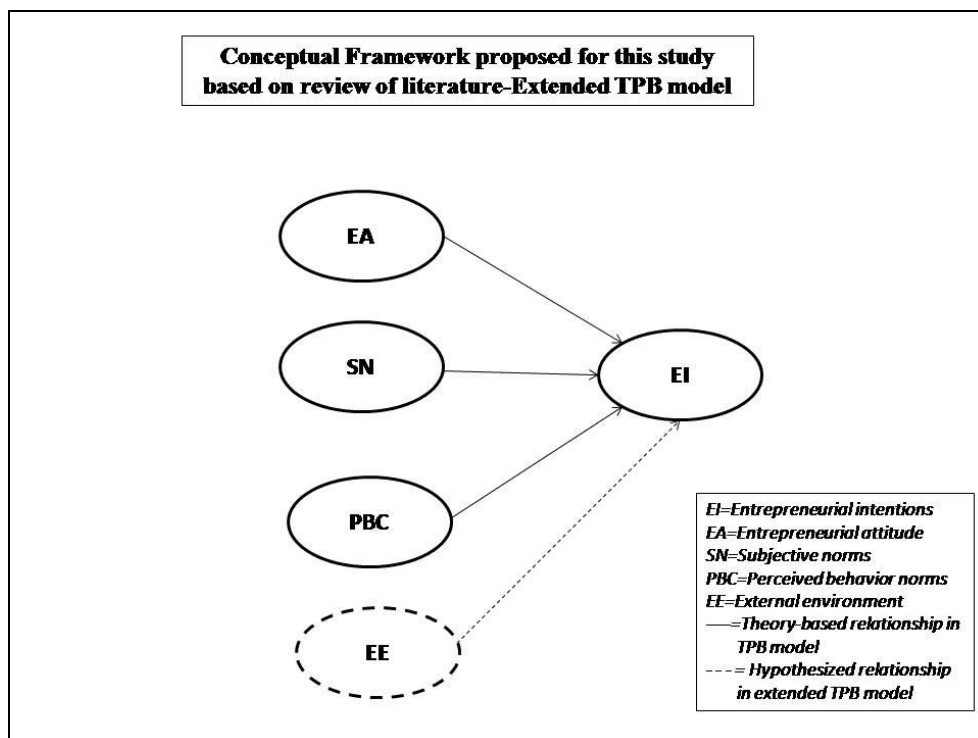 Conceptual Framework proposed for this study
based on review of literature-Extended TPB model
EA
SN
EI
PBC
EE
EI=Entrepreneurial intentions
EA=Entrepreneurial attitude
SN=Subjective norms
PBC=Perceived behavior norms
EE=External environment
——=Theory-based relationship in
TPB model
----= Hypothesized relationship
in extended TPB model